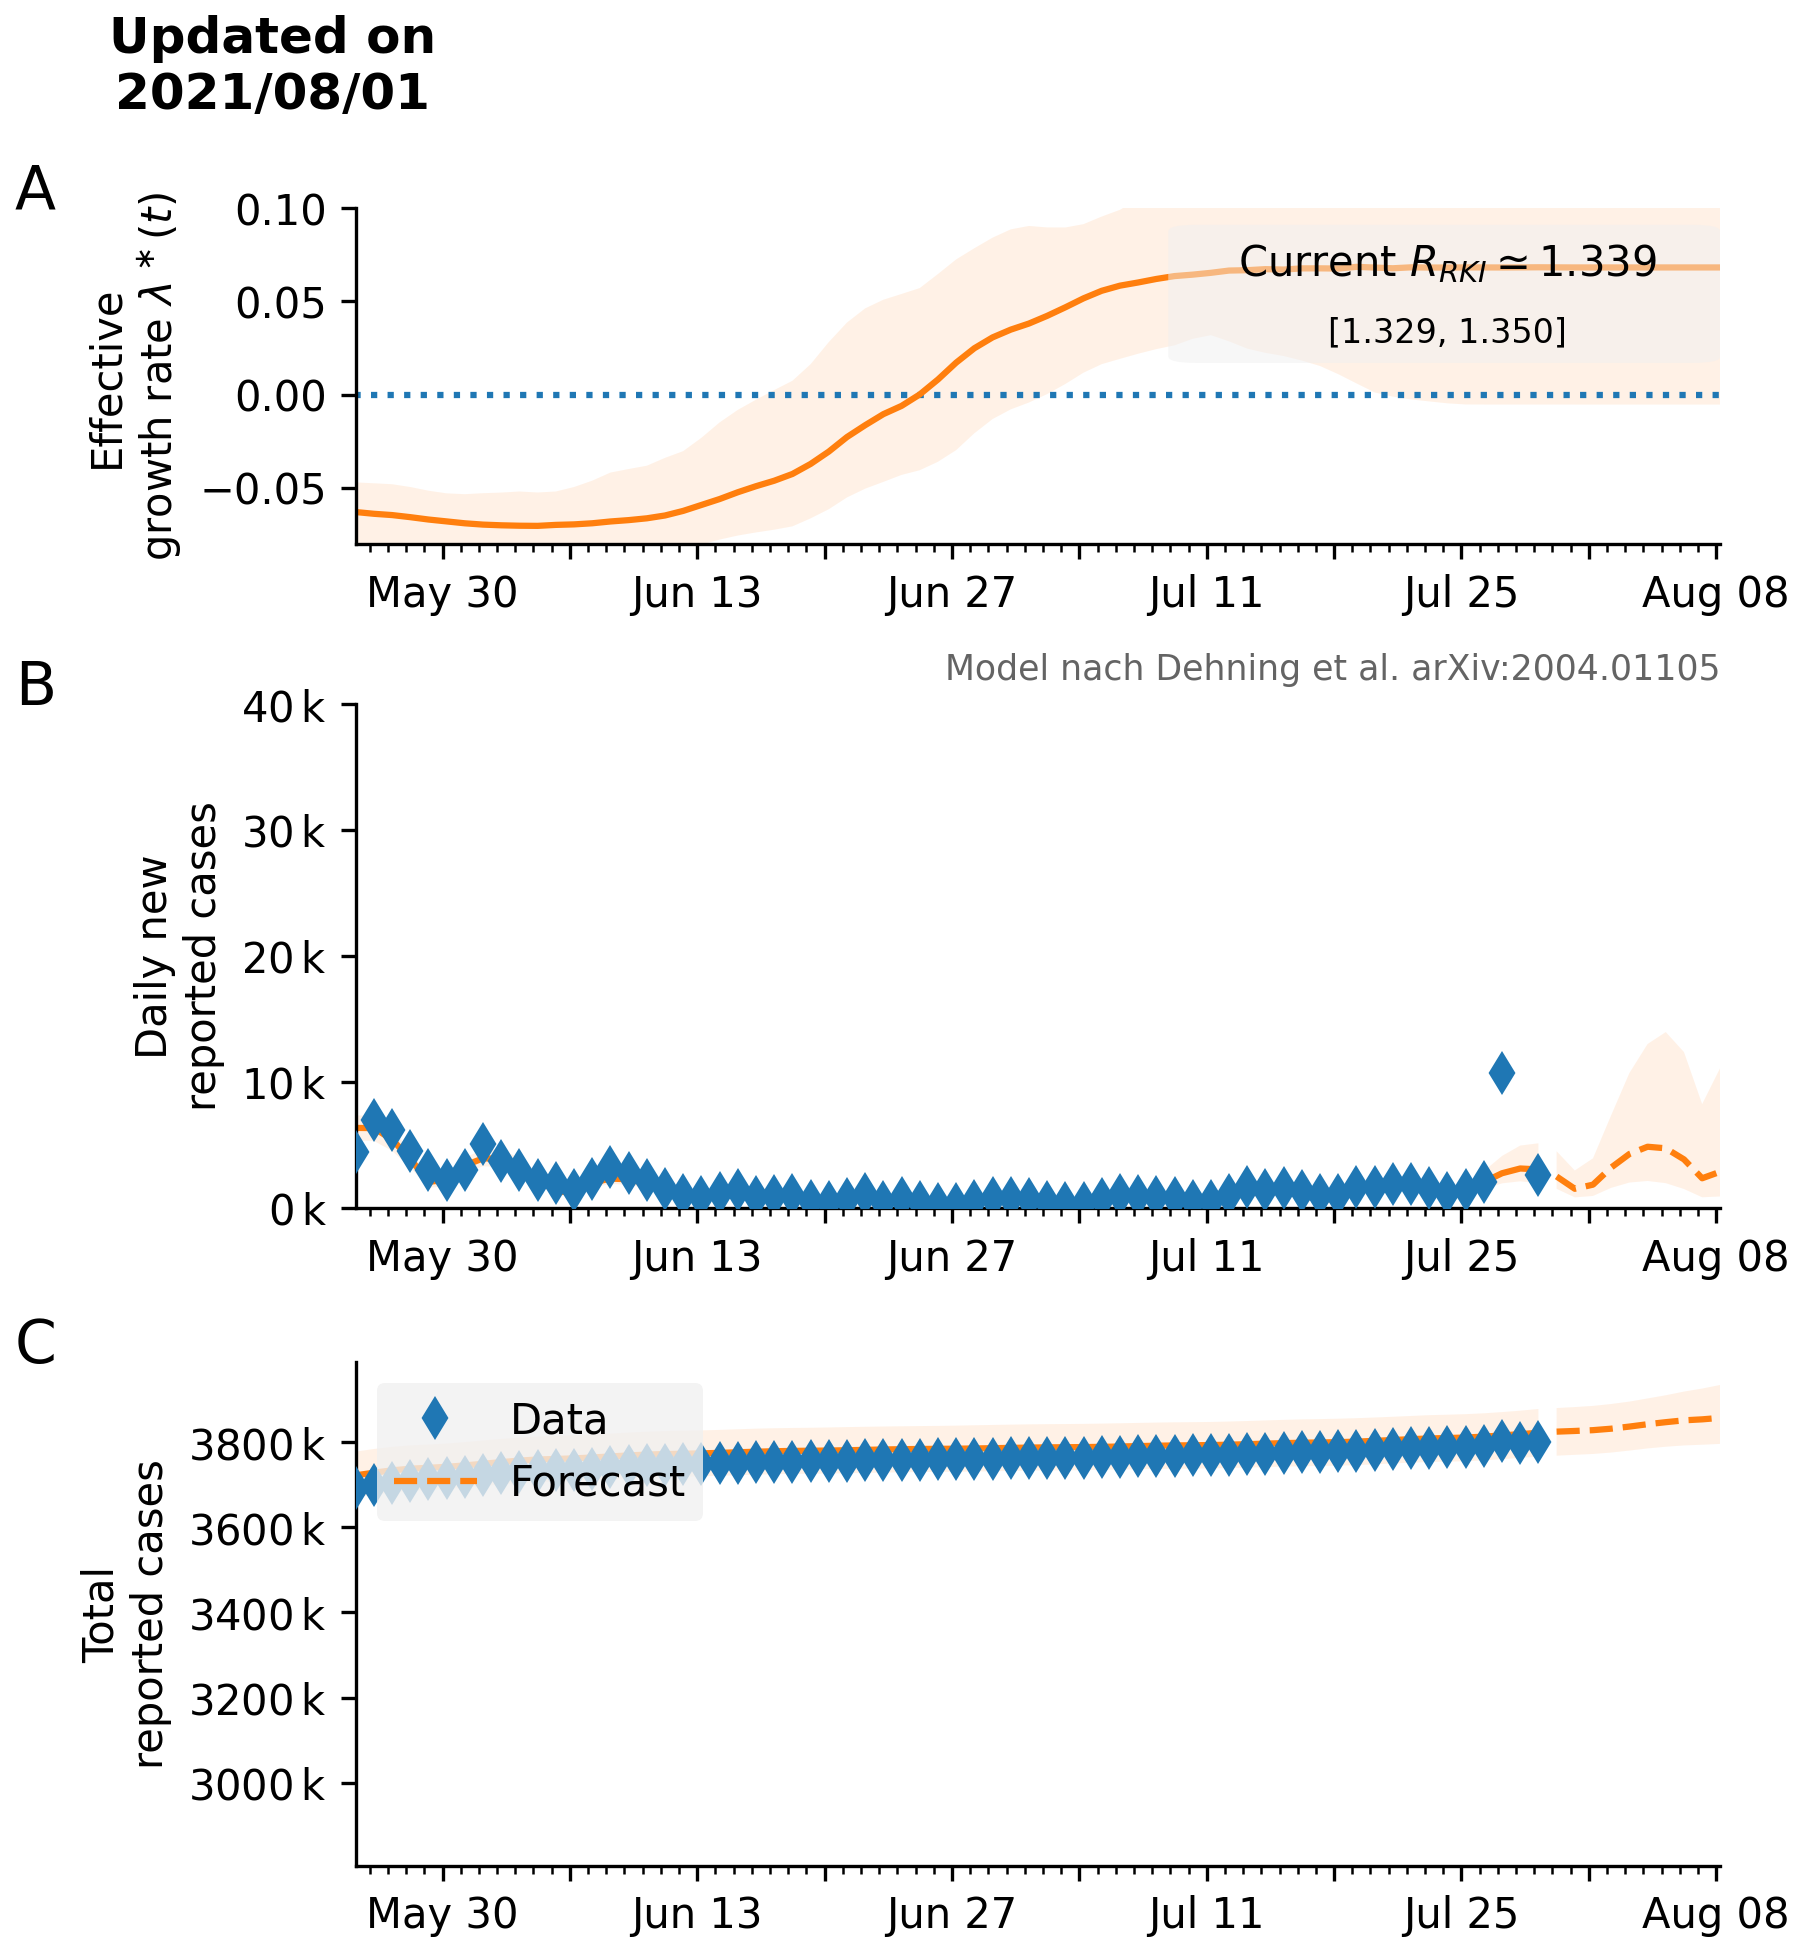 Updated on
2021/08/01
A
Effective
growth rate λ * (t)
0.10
0.05
0.00
−0.05
Current R_RKI ≃ 1.339
[1.329, 1.350]
May 30 Jun 13 Jun 27 Jul 11 Jul 25 Aug 08
Model nach Dehning et al. arXiv:2004.01105
B
Daily new
reported cases
40 k
30 k
20 k
10 k
0 k
May 30 Jun 13 Jun 27 Jul 11 Jul 25 Aug 08
C
Total
reported cases
3800 k
3600 k
3400 k
3200 k
3000 k
Data
Forecast
May 30 Jun 13 Jun 27 Jul 11 Jul 25 Aug 08